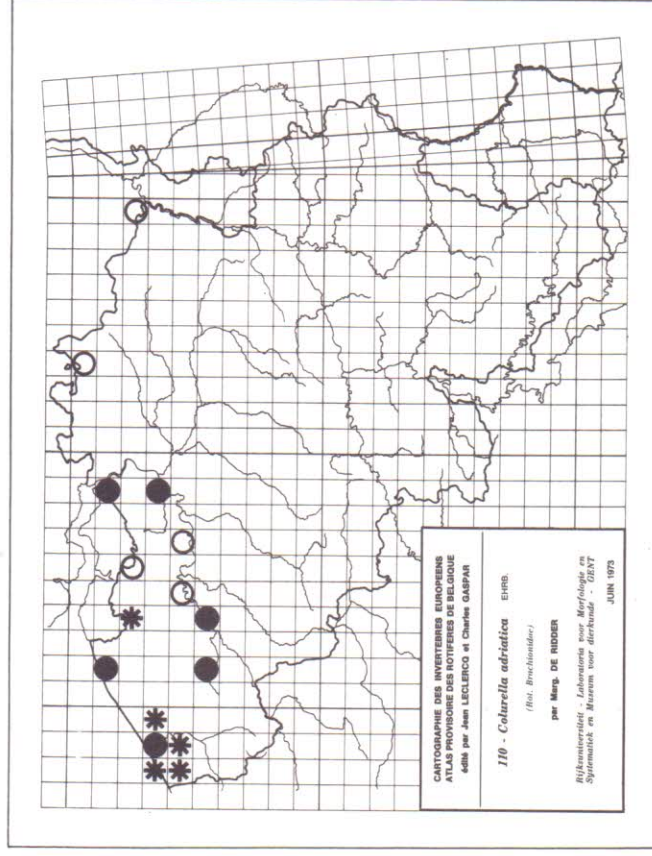 CARTOGRAPHIE DES INVERTEBRES EUROPEENS
ATLAS PROVISOIRE DES ROTIFERES DE BELGIQUE
édité par Jean LECLERCQ et Charles GASPAR
110 - Colurella adriatica EHRB.
(Rot. Brachionidae)
par Marg. DE RIDDER
Rijksuniversiteit - Laboratoria voor Morfologie en
Systematiek en Museum voor dierkunde - GENT
JUIN 1973